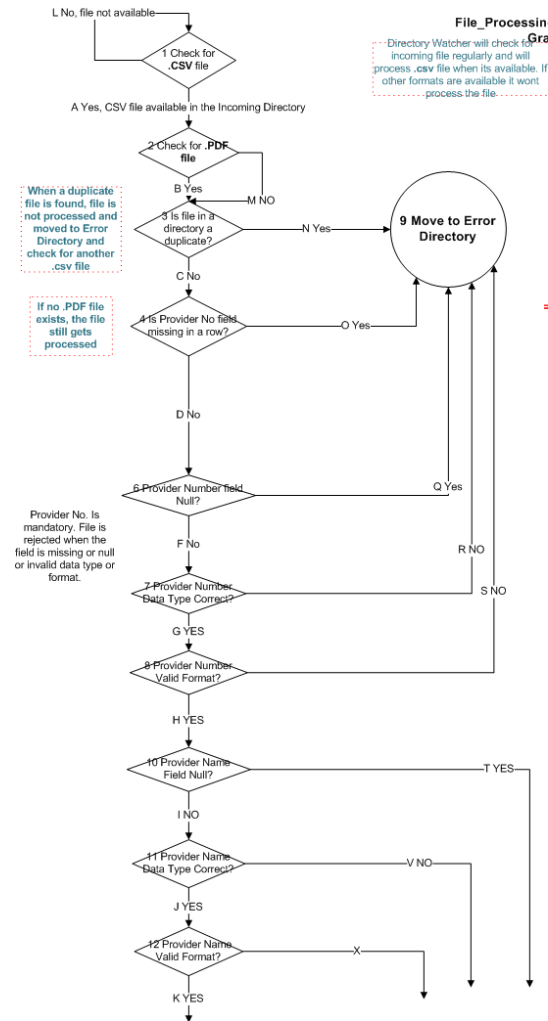 L No, file not available
File_Processing
Gra
1 Check for
.CSV file
Directory Watcher will check for
incoming file regularly and will
process .csv file when its available. If
other formats are available it wont
process the file
A Yes, CSV file available in the Incoming Directory
2 Check for .PDF
file
B Yes
M NO
When a duplicate
file is found, file is
not processed and
moved to Error
Directory and
check for another
.csv file
3 Is file in a
directory a
duplicate?
N Yes
9 Move to Error
Directory
C No
If no .PDF file
exists, the file
still gets
processed
4 Is Provider No field
missing in a row?
O Yes
D No
6 Provider Number field
Null?
Q Yes
Provider No. Is
mandatory. File is
rejected when the
field is missing or null
or invalid data type or
format.
F No
R NO
7 Provider Number
Data Type Correct?
S NO
G YES
8 Provider Number
Valid Format?
H YES
10 Provider Name
Field Null?
T YES
I NO
11 Provider Name
Data Type Correct?
V NO
J YES
12 Provider Name
Valid Format?
X
K YES